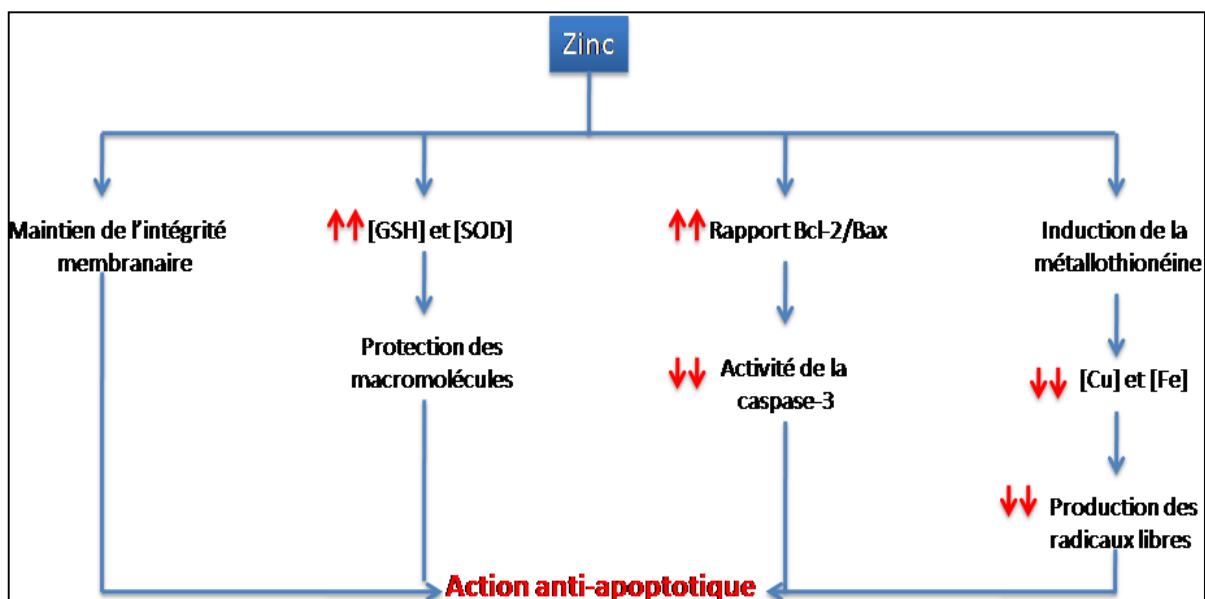 Zinc
Maintien de l'intégrité
membranaire
[GSH] et [SOD]
Protection des
macromolécules
Rapport Bcl-2/Bax
Activité de la
caspase-3
Induction de la
métallothionéine
[Cu] et [Fe]
Production des
radicaux libres
Action anti-apoptotique